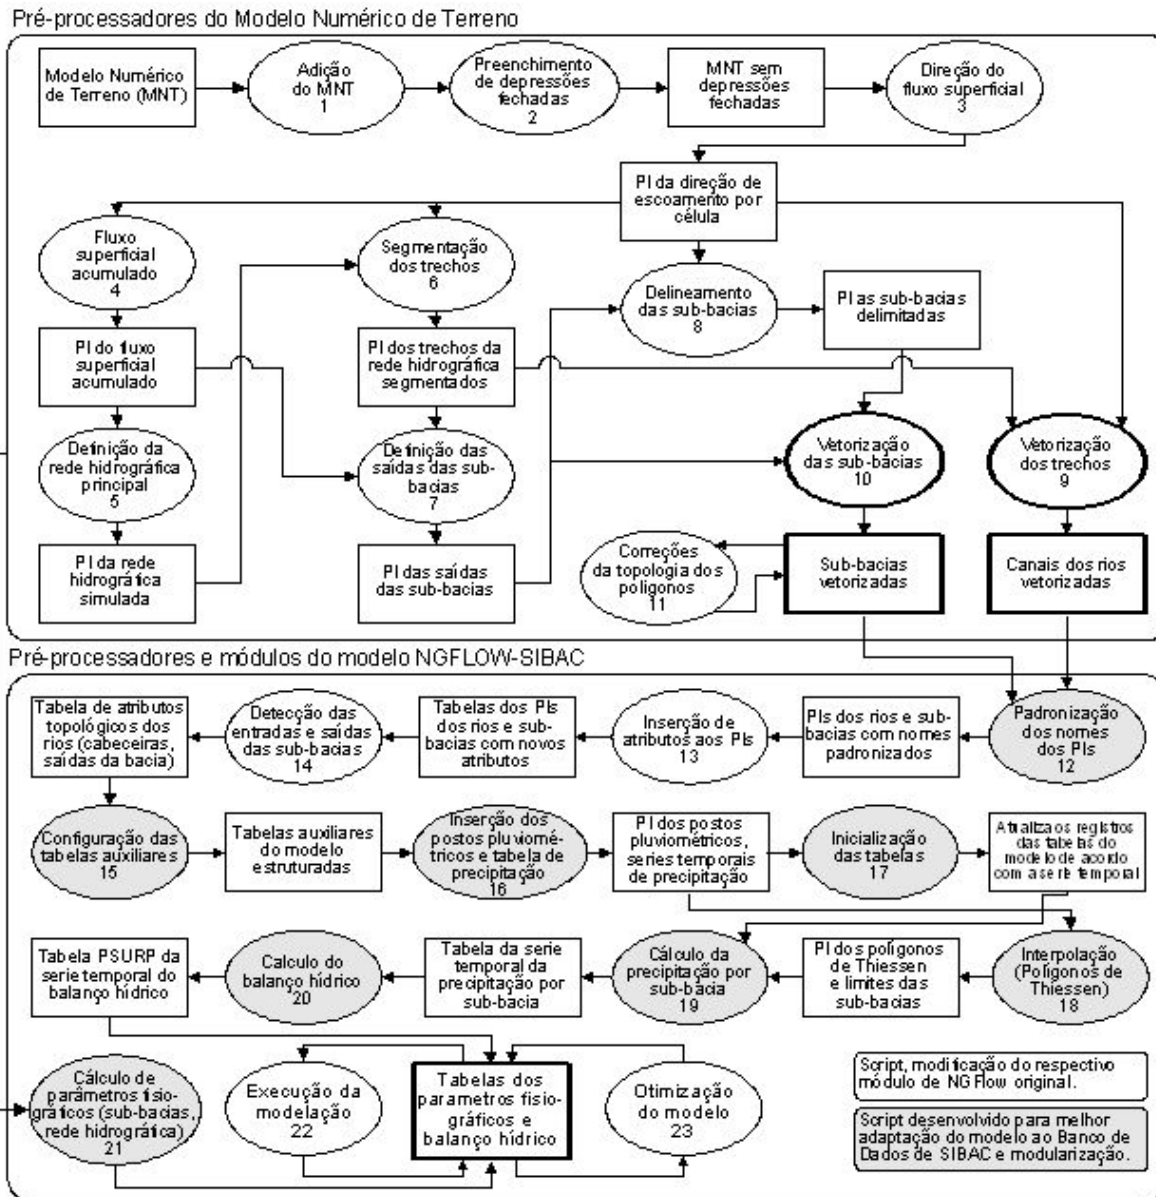 Pré-processadores do Modelo Numérico de Terreno
Modelo Numérico
de Terreno (MNT)
Adição
do MNT
1
Preenchimento
de depressões
fechadas
2
MNT sem
depressões
fechadas
Direção do
fluxo superficial
3
PI da direção de
escoamento por
célula
Fluxo
superficial
acumulado
4
Segmentação
dos trechos
6
Delineamento
das sub-bacias
8
PI as sub-bacias
delimitadas
PI do fluxo
superficial
acumulado
PI dos trechos da
rede hidrográfica
segmentados
Definição da
rede hidrográfica
principal
5
Definição das
saídas das sub-
bacias
7
Vetorização
das sub-bacias
10
Vetorização
dos trechos
9
PI da rede
hidrográfica
simulada
PI das saídas
das sub-bacias
Correções
da topologia dos
polígonos
11
Sub-bacias
vetorizadas
Canais dos rios
vetorizadas
Pré-processadores e módulos do modelo NGFLOW-SIBAC
Tabela de atributos
topológicos dos
rios (cabeceiras,
saídas da bacia)
Detecção das
entradas e saídas
das sub-bacias
14
Tabelas dos PIs
dos rios e sub-
bacias com novos
atributos
Inserção de
atributos aos PIs
13
PIs dos rios e sub-
bacias com nomes
padronizados
Padronização
dos nomes
dos PIs
12
Configuração das
tabelas auxiliares
15
Tabelas auxiliares
do modelo
estruturadas
Inserção dos
postos pluviomé-
tricos e tabela de
precipitação
16
PI dos postos
pluviométricos,
series temporais
de precipitação
Inicialização
das tabelas
17
Atualiza os registros
das tabelas do
modelo de acordo
com a serie temporal
Tabela PSURP da
serie temporal do
balanço hídrico
Calculo do
balanço hídrico
20
Tabela da serie
temporal da
precipitação por
sub-bacia
Cálculo da
precipitação por
sub-bacia
19
PI dos polígonos
de Thiessen
e limites das
sub-bacias
Interpolação
(Polígonos de
Thiessen)
18
Cálculo de
parâmetros fisio-
gráficos (sub-bacias,
rede hidrográfica)
21
Execução da
modelação
22
Tabelas dos
parametros fisio-
gráficos e
balanço hídrico
Otimização
do modelo
23
Script, modificação do respectivo
módulo de NGFlow original.
Script desenvolvido para melhor
adaptação do modelo ao Banco de
Dados de SIBAC e modularização.